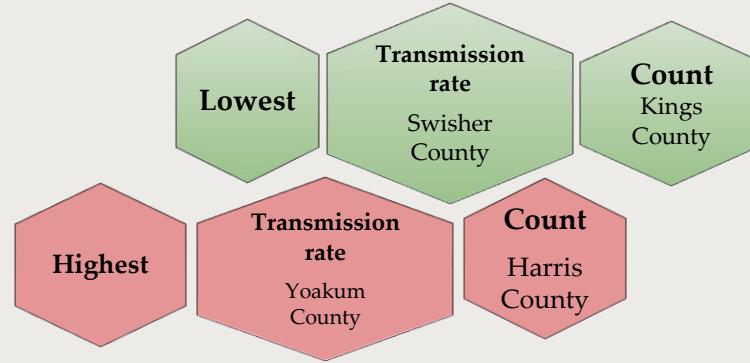 Lowest
Transmission
rate
Swisher
County
Count
Kings
County
Highest
Transmission
rate
Yoakum
County
Count
Harris
County